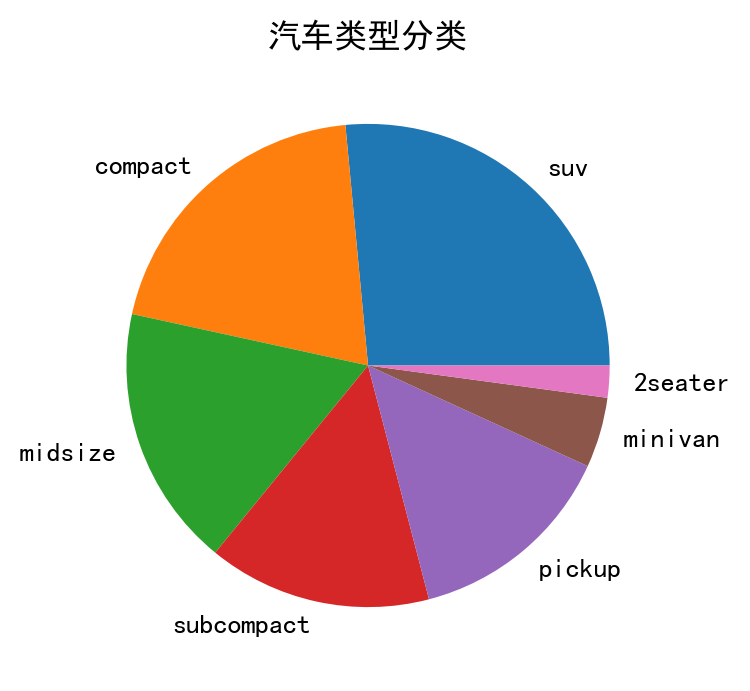 汽车类型分类
suv
compact
midsize
subcompact
pickup
minivan
2seater